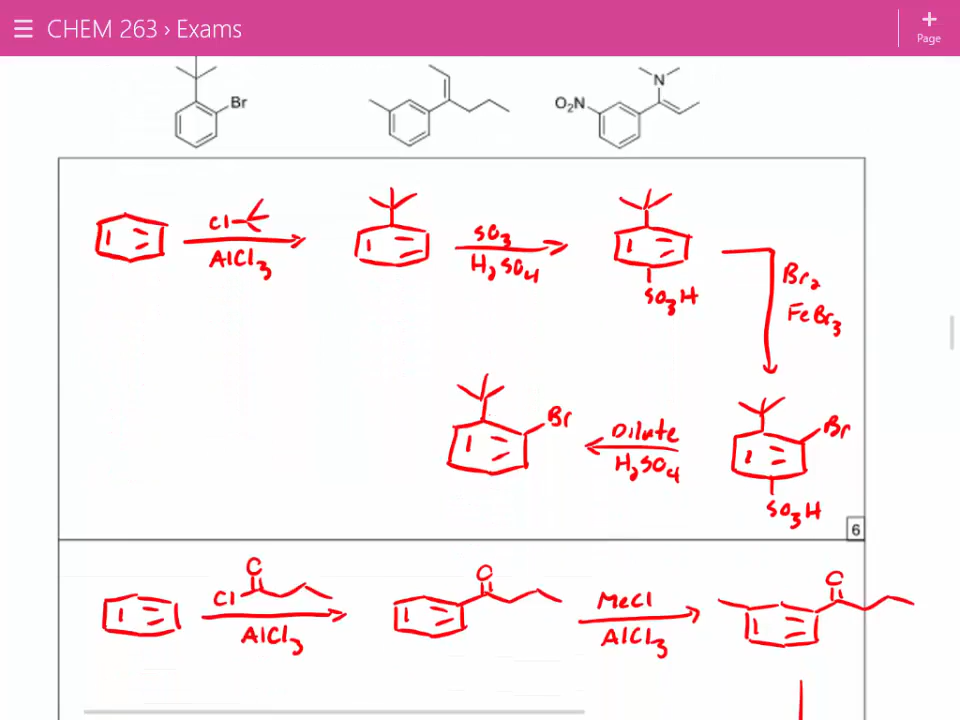 CHEM 263 › Exams
+
Page
Br
O2N
N
Cl
AlCl3
SO3
H2SO4
SO3H
Br2
FeBr3
Br
Dilute
H2SO4
Br
SO3H
6
O
Cl
AlCl3
O
MeCl
AlCl3
O